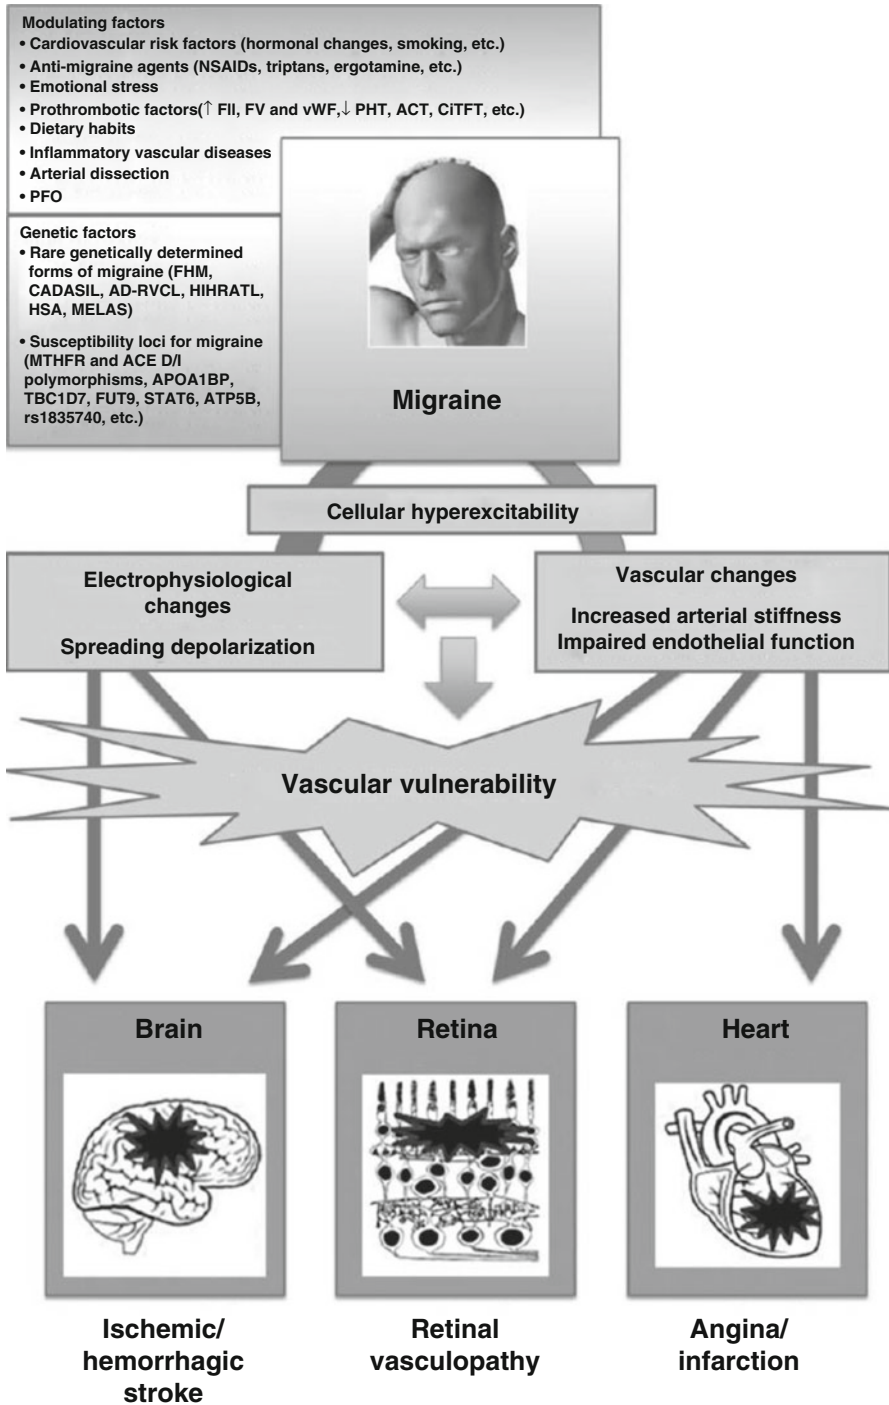 Modulating factors
• Cardiovascular risk factors (hormonal changes, smoking, etc.)
• Anti-migraine agents (NSAIDs, triptans, ergotamine, etc.)
• Emotional stress
• Prothrombotic factors(↑ FII, FV and vWF,↓ PHT, ACT, CiTFT, etc.)
• Dietary habits
• Inflammatory vascular diseases
• Arterial dissection
• PFO
Genetic factors
• Rare genetically determined
forms of migraine (FHM,
CADASIL, AD-RVCL, HIHRATL,
HSA, MELAS)
• Susceptibility loci for migraine
(MTHFR and ACE D/I
polymorphisms, APOA1BP,
TBC1D7, FUT9, STAT6, ATP5B,
rs1835740, etc.)
Migraine
Cellular hyperexcitability
Electrophysiological
changes
Spreading depolarization
Vascular changes
Increased arterial stiffness
Impaired endothelial function
Vascular vulnerability
Brain
Retina
Heart
Ischemic/
hemorrhagic
stroke
Retinal
vasculopathy
Angina/
infarction